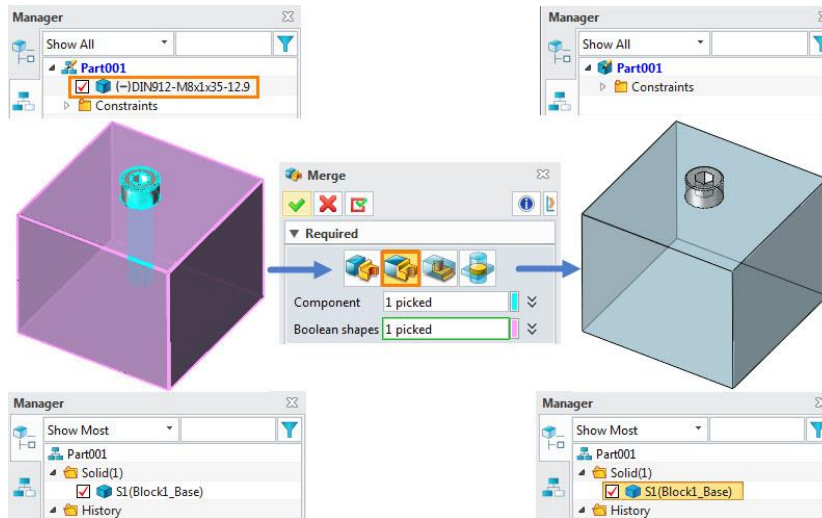 Manager
Show All
Part001
(-)DIN912-M8x1x35-12.9
Constraints
Manager
Show All
Part001
Constraints
Merge
Required
Component 1 picked
Boolean shapes 1 picked
Manager
Show Most
Part001
Solid(1)
S1(Block1_Base)
History
Manager
Show Most
Part001
Solid(1)
S1(Block1_Base)
History